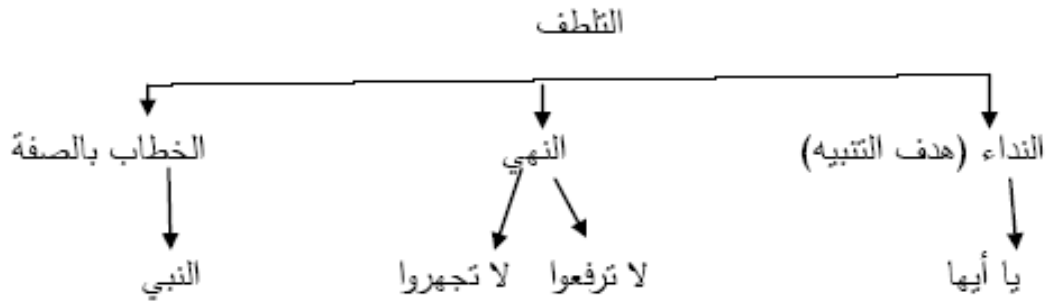 التلطف
النداء (هدف التنبيه) النهي الخطاب بالصفة
يا أيها لا ترفعوا لا تجهروا النبي